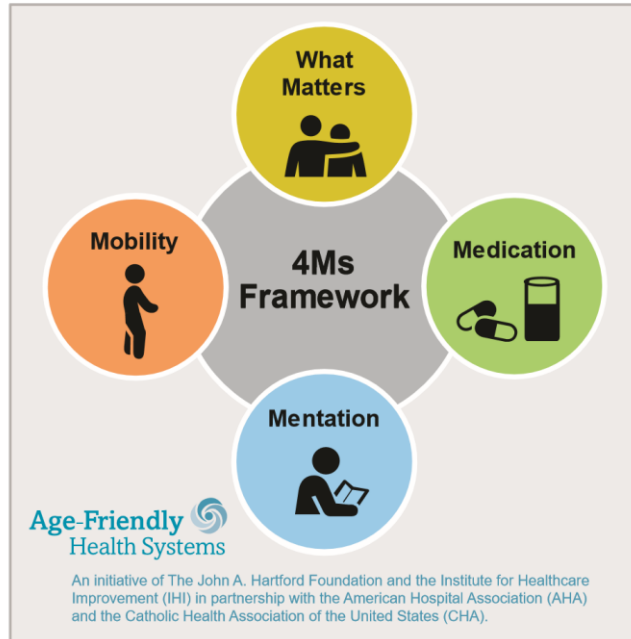 What
Matters
Mobility
4Ms
Framework
Medication
Mentation
Age-Friendly
Health Systems
An initiative of The John A. Hartford Foundation and the Institute for Healthcare
Improvement (IHI) in partnership with the American Hospital Association (AHA)
and the Catholic Health Association of the United States (CHA).